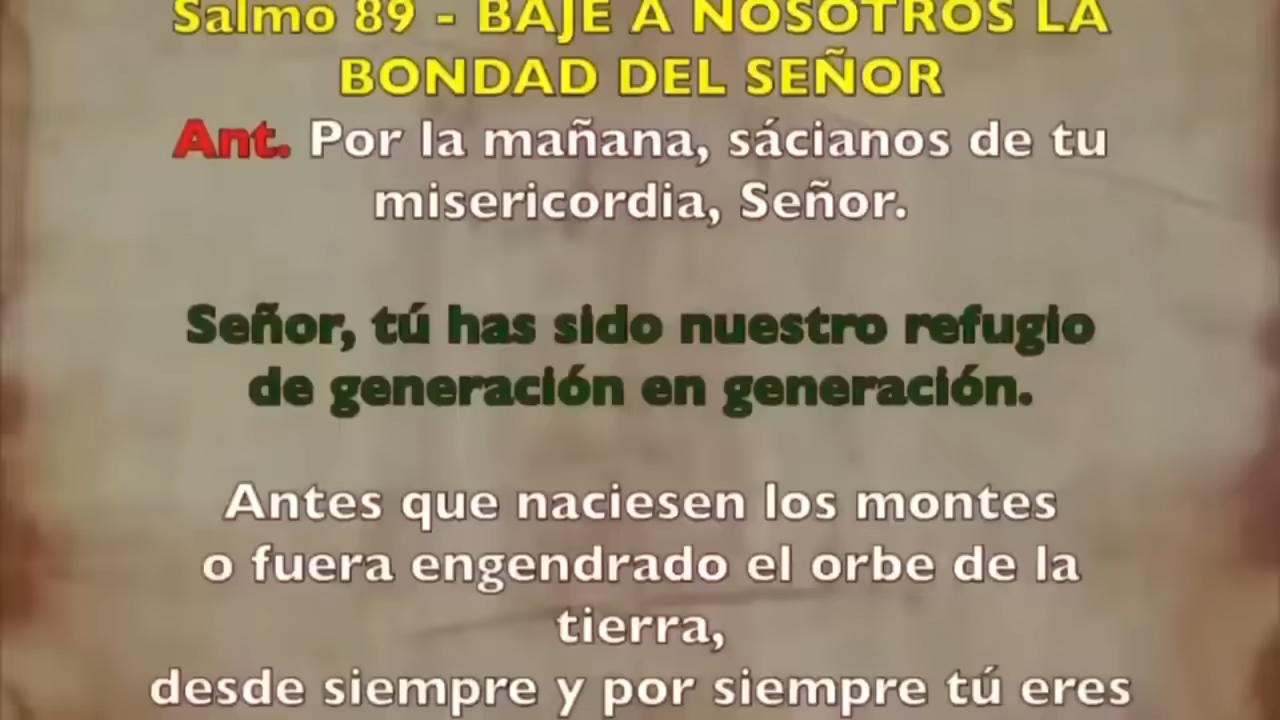 Salmo 89 - BAJE A NOSOTROS LA
BONDAD DEL SEÑOR
Ant. Por la mañana, sácianos de tu
misericordia, Señor.
Señor, tú has sido nuestro refugio
de generación en generación.
Antes que naciesen los montes
o fuera engendrado el orbe de la
tierra,
desde siempre y por siempre tú eres